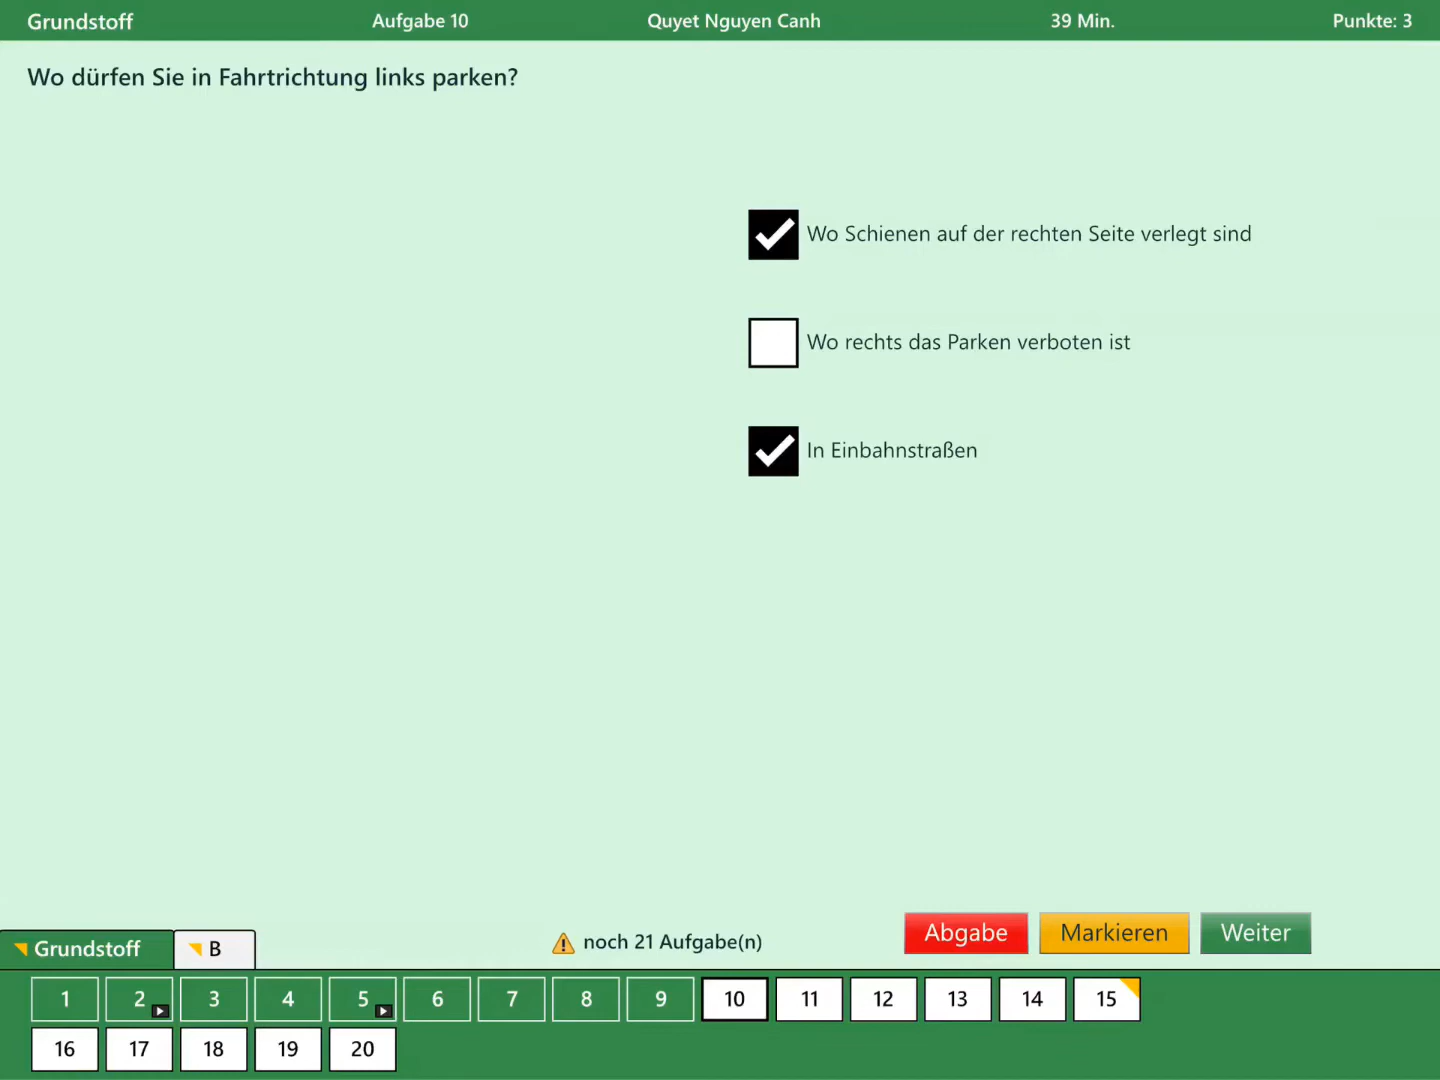 Grundstoff Aufgabe 10 Quyet Nguyen Canh 39 Min. Punkte: 3
Wo dürfen Sie in Fahrtrichtung links parken?
Wo Schienen auf der rechten Seite verlegt sind
Wo rechts das Parken verboten ist
In Einbahnstraßen
Grundstoff B noch 21 Aufgabe(n) Abgabe Markieren Weiter
1 2 3 4 5 6 7 8 9 10 11 12 13 14 15
16 17 18 19 20